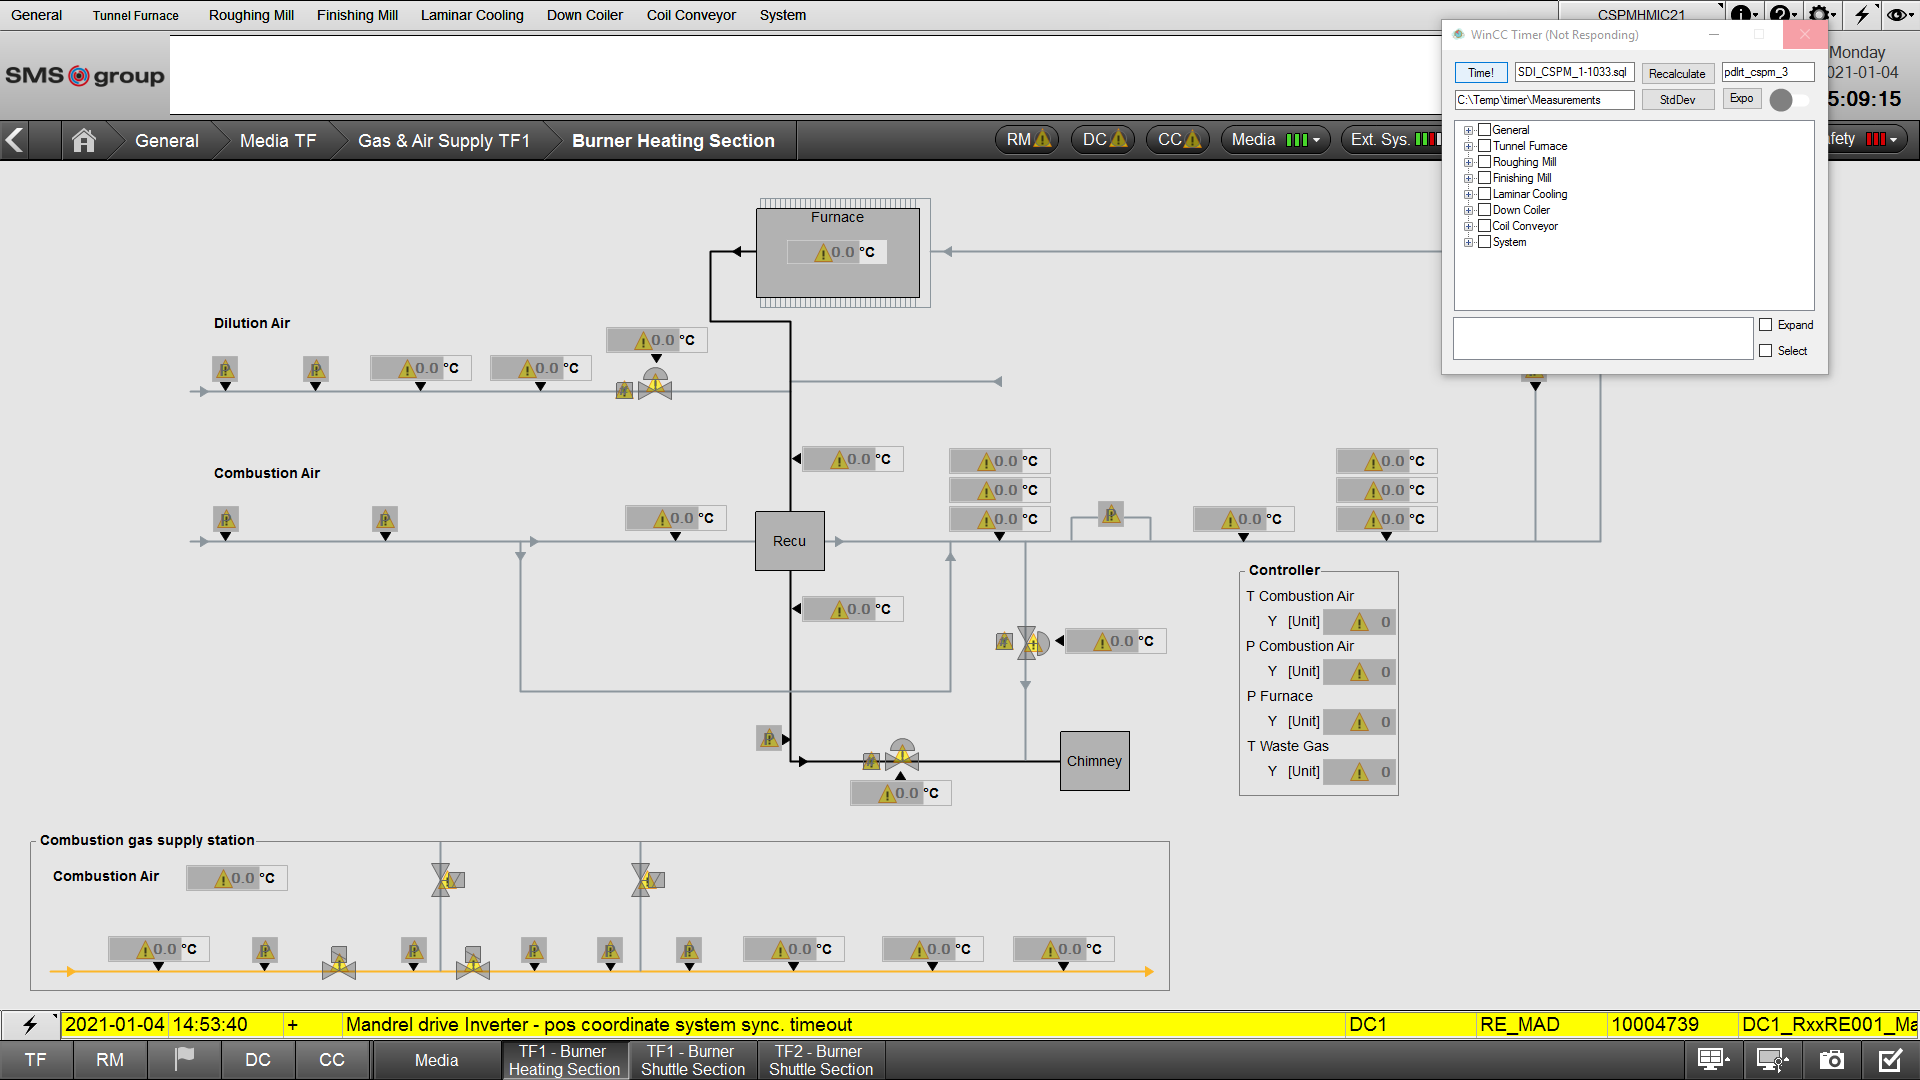 General Tunnel Furnace Roughing Mill Finishing Mill Laminar Cooling Down Coiler Coil Conveyor System CSPMHMIC21
SMS group
Monday
2021-01-04
5:09:15
WinCC Timer (Not Responding)
Time! SDI_CSPM_1-1033.sql Recalculate pdlrt_cspm_3
C:\Temp\timer\Measurements StdDev Expo
General
Tunnel Furnace
Roughing Mill
Finishing Mill
Laminar Cooling
Down Coiler
Coil Conveyor
System
Expand
Select
General Media TF Gas & Air Supply TF1 Burner Heating Section RM DC CC Media Ext. Sys. fety
Furnace
0.0 °C
Dilution Air
0.0 °C
P P 0.0 °C 0.0 °C
Combustion Air
0.0 °C 0.0 °C 0.0 °C
0.0 °C 0.0 °C
P P 0.0 °C 0.0 °C P 0.0 °C 0.0 °C
Recu
0.0 °C
0.0 °C
Controller
T Combustion Air
Y [Unit] 0
P Combustion Air
Y [Unit] 0
P Furnace
Y [Unit] 0
T Waste Gas
Y [Unit] 0
P
Chimney
0.0 °C
Combustion gas supply station
Combustion Air 0.0 °C
0.0 °C P P P P P 0.0 °C 0.0 °C 0.0 °C
2021-01-04 14:53:40 + Mandrel drive Inverter - pos coordinate system sync. timeout DC1 RE_MAD 10004739 DC1_RxxRE001_Ma
TF RM DC CC Media
TF1 - Burner
Heating Section
TF1 - Burner
Shuttle Section
TF2 - Burner
Shuttle Section